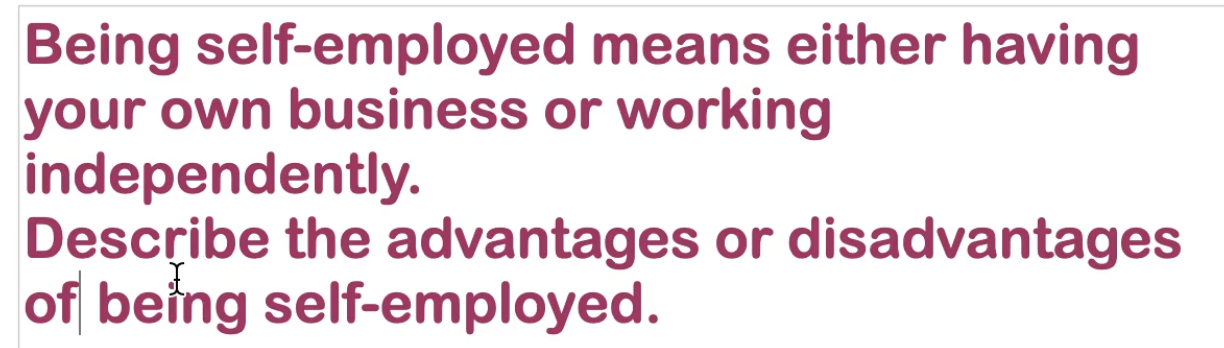 Being self-employed means either having
your own business or working
independently.
Describe the advantages or disadvantages
of being self-employed.